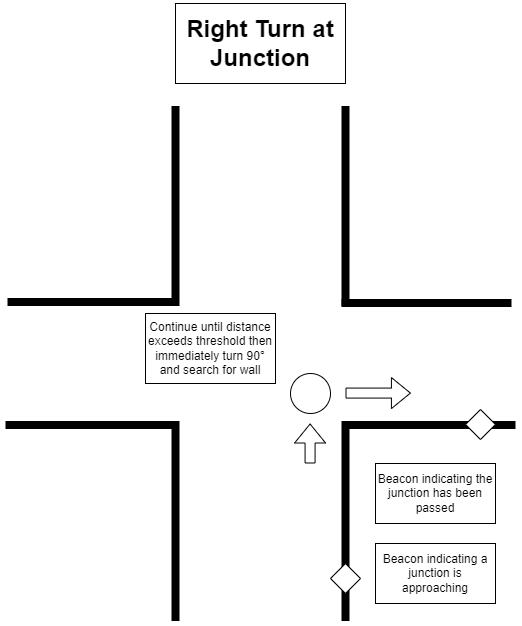 Right Turn at
Junction
Continue until distance
exceeds threshold then
immediately turn 90°
and search for wall
Beacon indicating the
junction has been
passed
Beacon indicating a
junction is
approaching